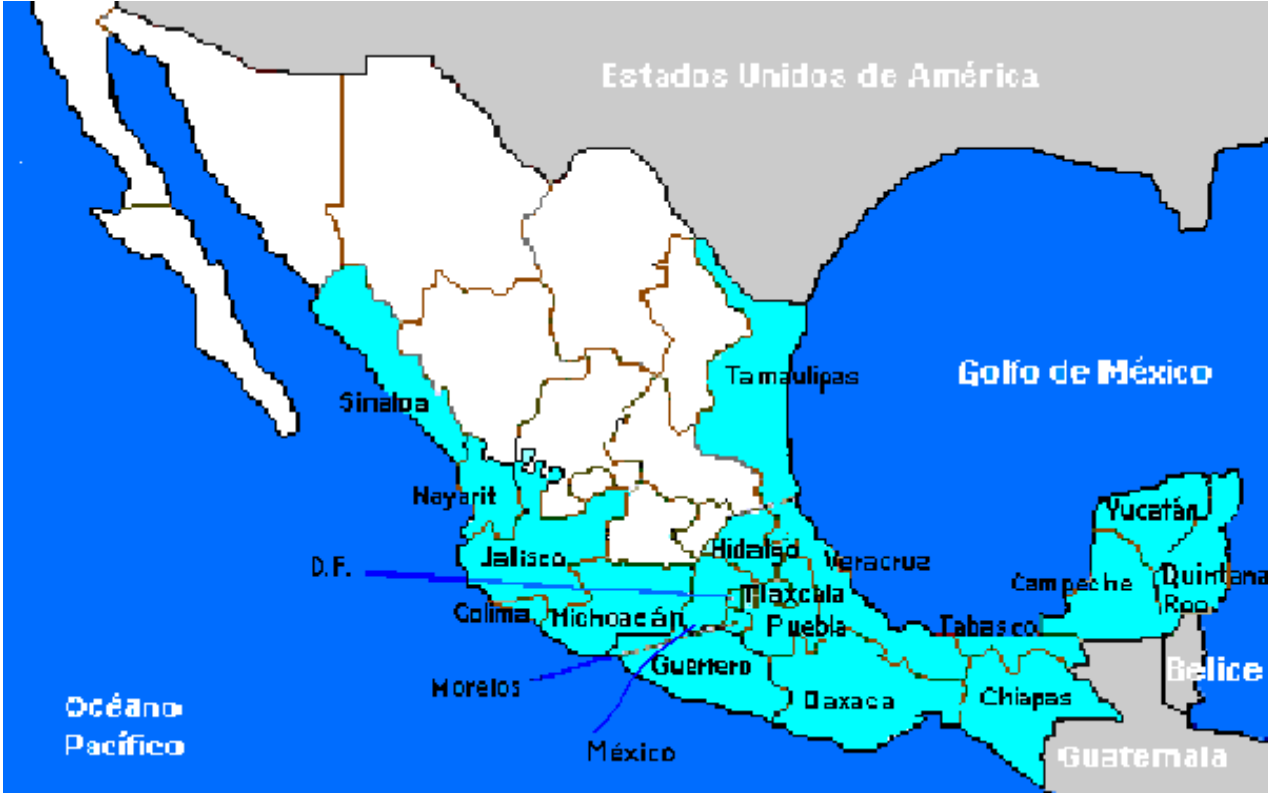 Estados Unidos de América
Golfo de México
Tamaulipas
Sinaloa
Nayarit
Yucatán
Jalisco
Hidalgo
Veracruz
D.F.
Campeche
Quintana
Roo
Tlaxcala
Colima
Michoacán
Puebla
Tabasco
Guerrero
Belice
Morelos
Oaxaca
Chiapas
Océano
Pacífico
México
Guatemala